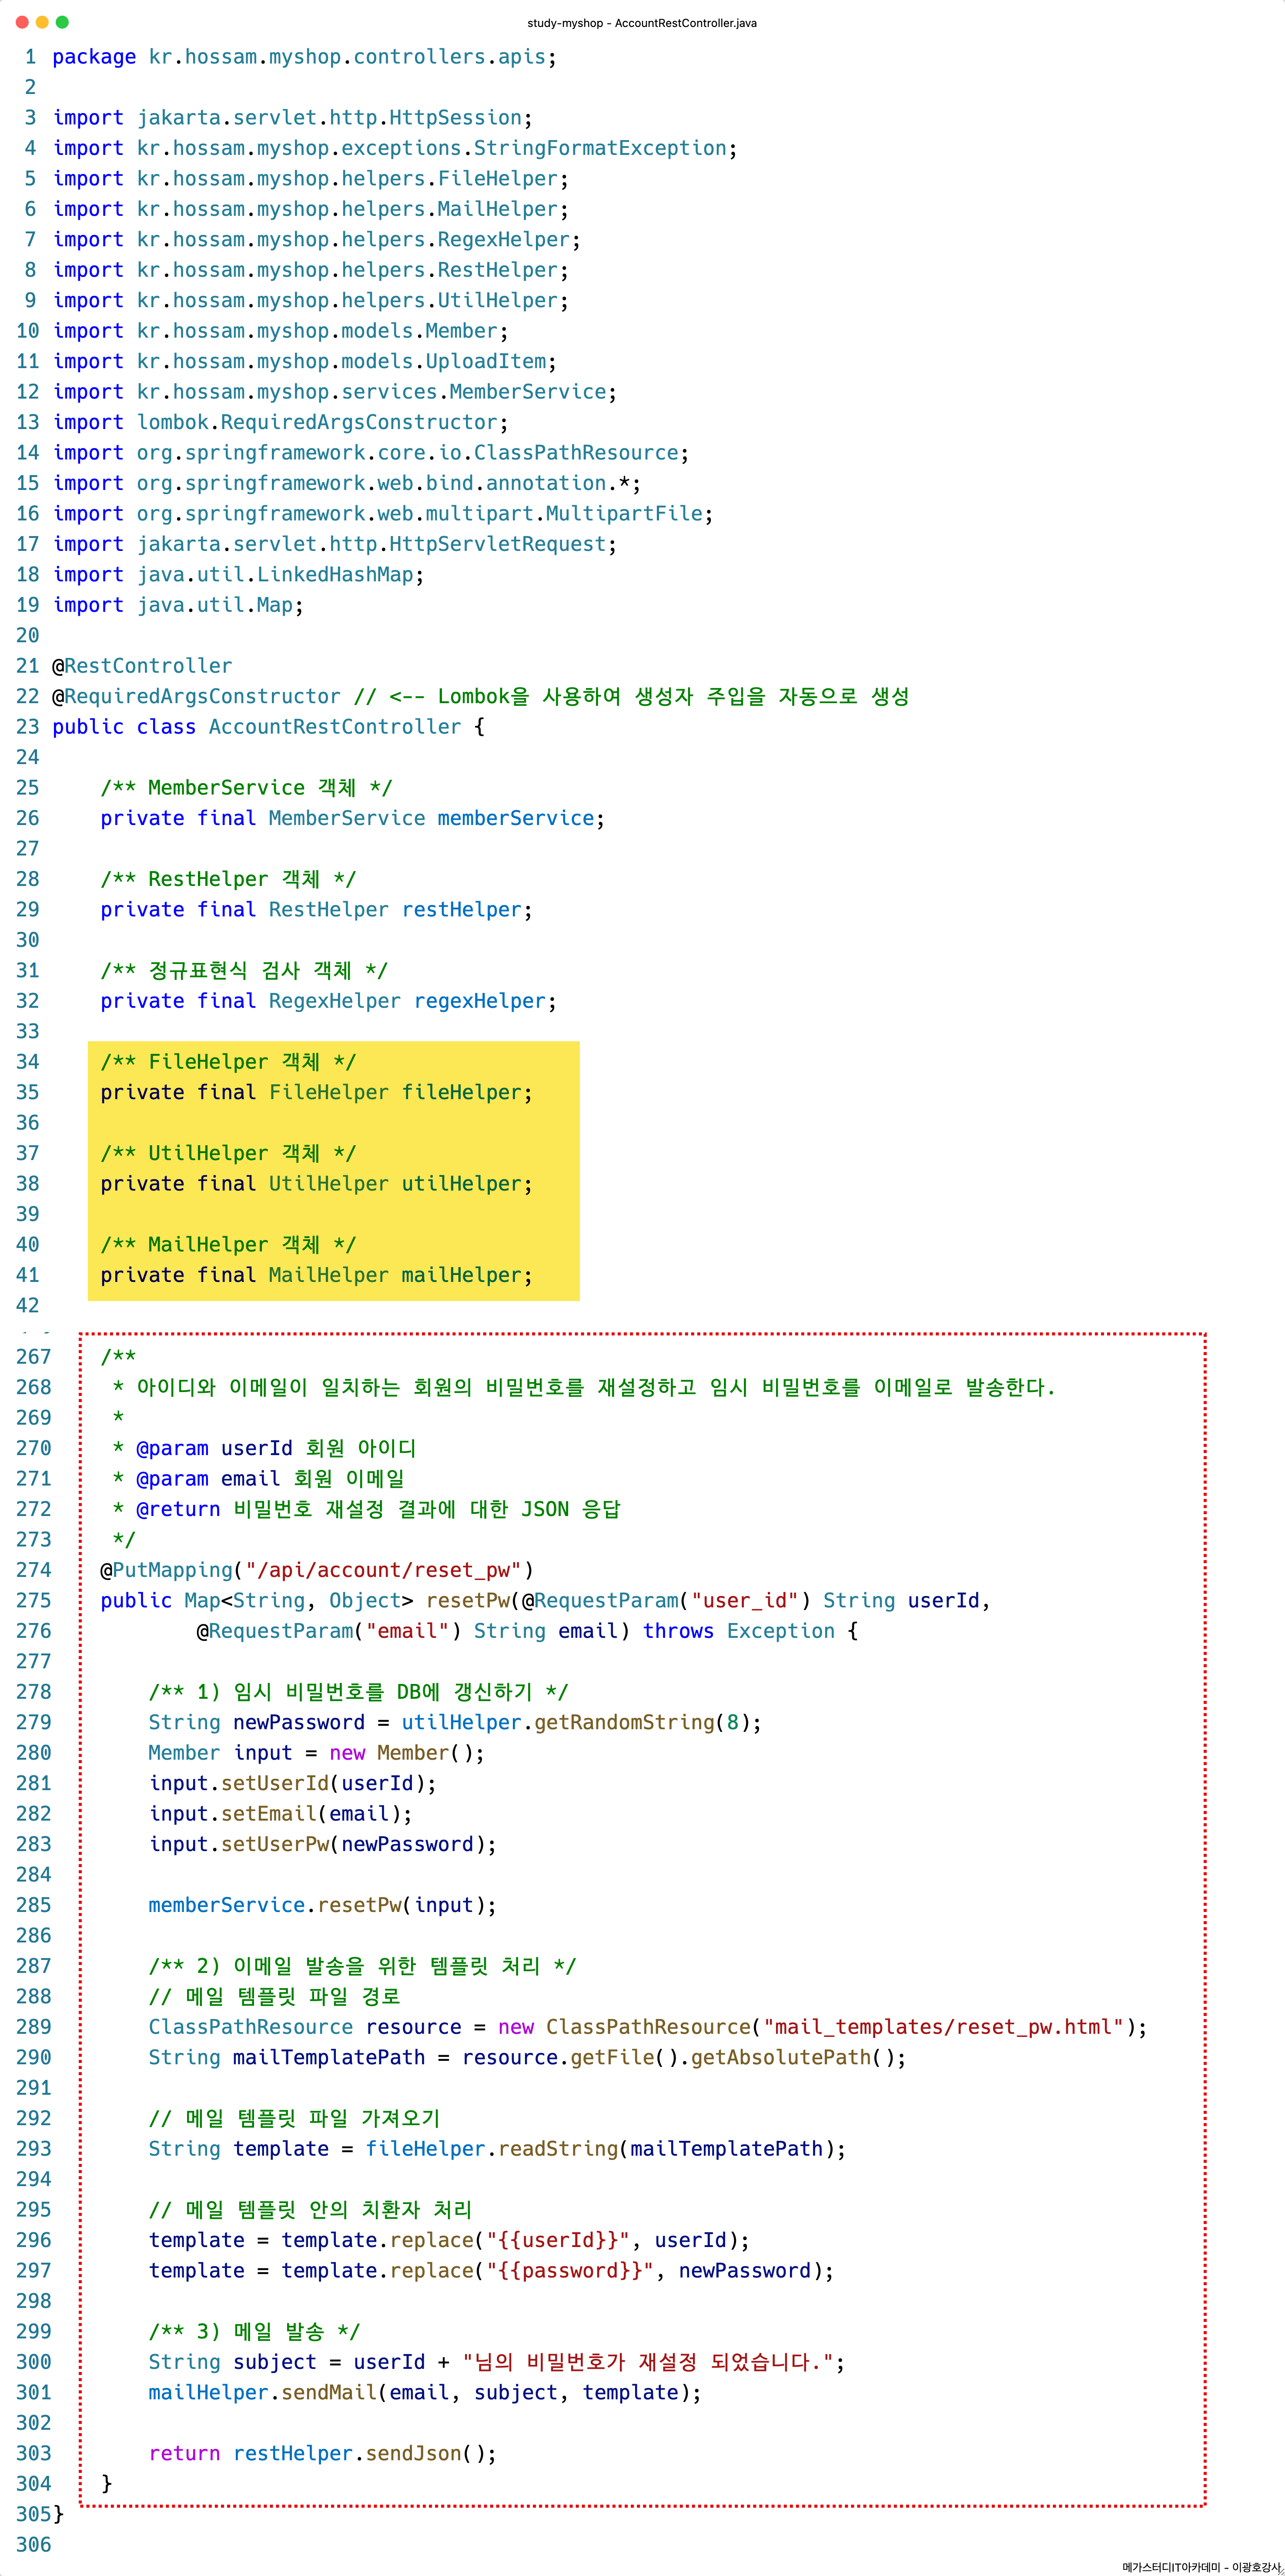 study-myshop - AccountRestController.java
1 package kr.hossam.myshop.controllers.apis;
2
3 import jakarta.servlet.http.HttpSession;
4 import kr.hossam.myshop.exceptions.StringFormatException;
5 import kr.hossam.myshop.helpers.FileHelper;
6 import kr.hossam.myshop.helpers.MailHelper;
7 import kr.hossam.myshop.helpers.RegexHelper;
8 import kr.hossam.myshop.helpers.RestHelper;
9 import kr.hossam.myshop.helpers.UtilHelper;
10 import kr.hossam.myshop.models.Member;
11 import kr.hossam.myshop.models.UploadItem;
12 import kr.hossam.myshop.services.MemberService;
13 import lombok.RequiredArgsConstructor;
14 import org.springframework.core.io.ClassPathResource;
15 import org.springframework.web.bind.annotation.*;
16 import org.springframework.web.multipart.MultipartFile;
17 import jakarta.servlet.http.HttpServletRequest;
18 import java.util.LinkedHashMap;
19 import java.util.Map;
20
21 @RestController
22 @RequiredArgsConstructor // <-- Lombok을 사용하여 생성자 주입을 자동으로 생성
23 public class AccountRestController {
24
25     /** MemberService 객체 */
26     private final MemberService memberService;
27
28     /** RestHelper 객체 */
29     private final RestHelper restHelper;
30
31     /** 정규표현식 검사 객체 */
32     private final RegexHelper regexHelper;
33
34     /** FileHelper 객체 */
35     private final FileHelper fileHelper;
36
37     /** UtilHelper 객체 */
38     private final UtilHelper utilHelper;
39
40     /** MailHelper 객체 */
41     private final MailHelper mailHelper;
42
267     /**
268      * 아이디와 이메일이 일치하는 회원의 비밀번호를 재설정하고 임시 비밀번호를 이메일로 발송한다.
269      *
270      * @param userId 회원 아이디
271      * @param email 회원 이메일
272      * @return 비밀번호 재설정 결과에 대한 JSON 응답
273      */
274     @PutMapping("/api/account/reset_pw")
275     public Map<String, Object> resetPw(@RequestParam("user_id") String userId,
276             @RequestParam("email") String email) throws Exception {
277
278         /** 1) 임시 비밀번호를 DB에 갱신하기 */
279         String newPassword = utilHelper.getRandomString(8);
280         Member input = new Member();
281         input.setUserId(userId);
282         input.setEmail(email);
283         input.setUserPw(newPassword);
284
285         memberService.resetPw(input);
286
287         /** 2) 이메일 발송을 위한 템플릿 처리 */
288         // 메일 템플릿 파일 경로
289         ClassPathResource resource = new ClassPathResource("mail_templates/reset_pw.html");
290         String mailTemplatePath = resource.getFile().getAbsolutePath();
291
292         // 메일 템플릿 파일 가져오기
293         String template = fileHelper.readString(mailTemplatePath);
294
295         // 메일 템플릿 안의 치환자 처리
296         template = template.replace("{{userId}}", userId);
297         template = template.replace("{{password}}", newPassword);
298
299         /** 3) 메일 발송 */
300         String subject = userId + "님의 비밀번호가 재설정 되었습니다.";
301         mailHelper.sendMail(email, subject, template);
302
303         return restHelper.sendJson();
304     }
305 }
306
메가스터디IT아카데미 - 이광호강사